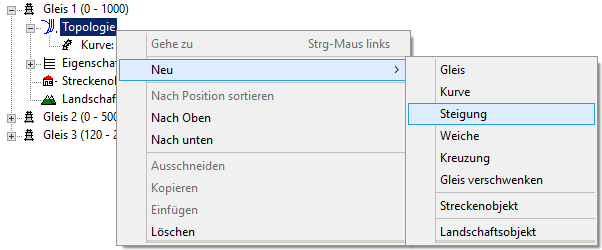 Gleis 1 (0 - 1000)
Topologie
Kurve:
Eigenscha
Streckenob
Landschaf
Gleis 2 (0 - 500
Gleis 3 (120 - 2
Gehe zu Strg-Maus links
Neu
Nach Position sortieren
Nach Oben
Nach unten
Ausschneiden
Kopieren
Einfügen
Löschen
Gleis
Kurve
Steigung
Weiche
Kreuzung
Gleis verschwenken
Streckenobjekt
Landschaftsobjekt